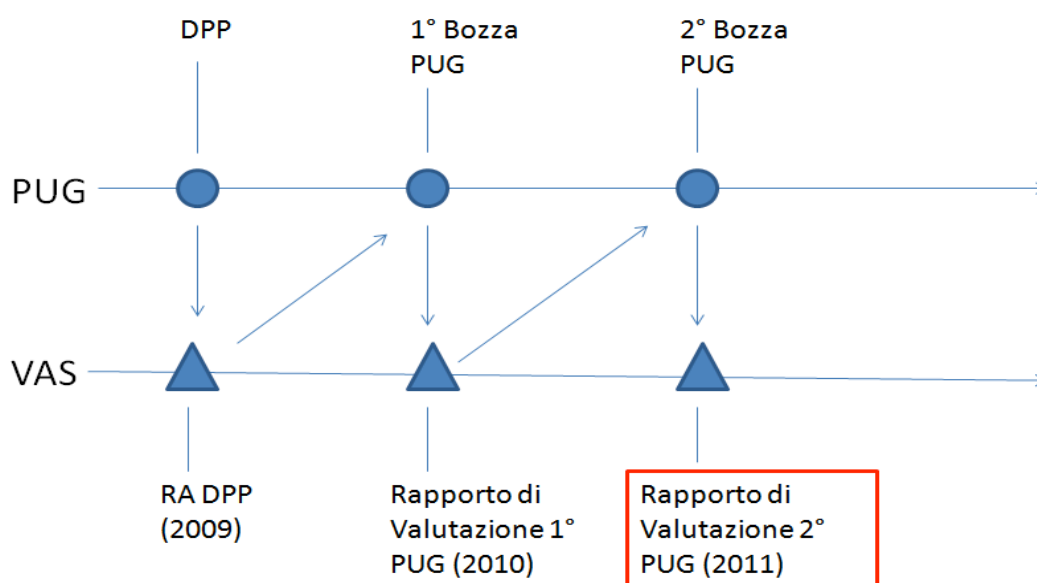 DPP
1° Bozza
PUG
2° Bozza
PUG
PUG
VAS
RA DPP
(2009)
Rapporto di
Valutazione 1°
PUG (2010)
Rapporto di
Valutazione 2°
PUG (2011)